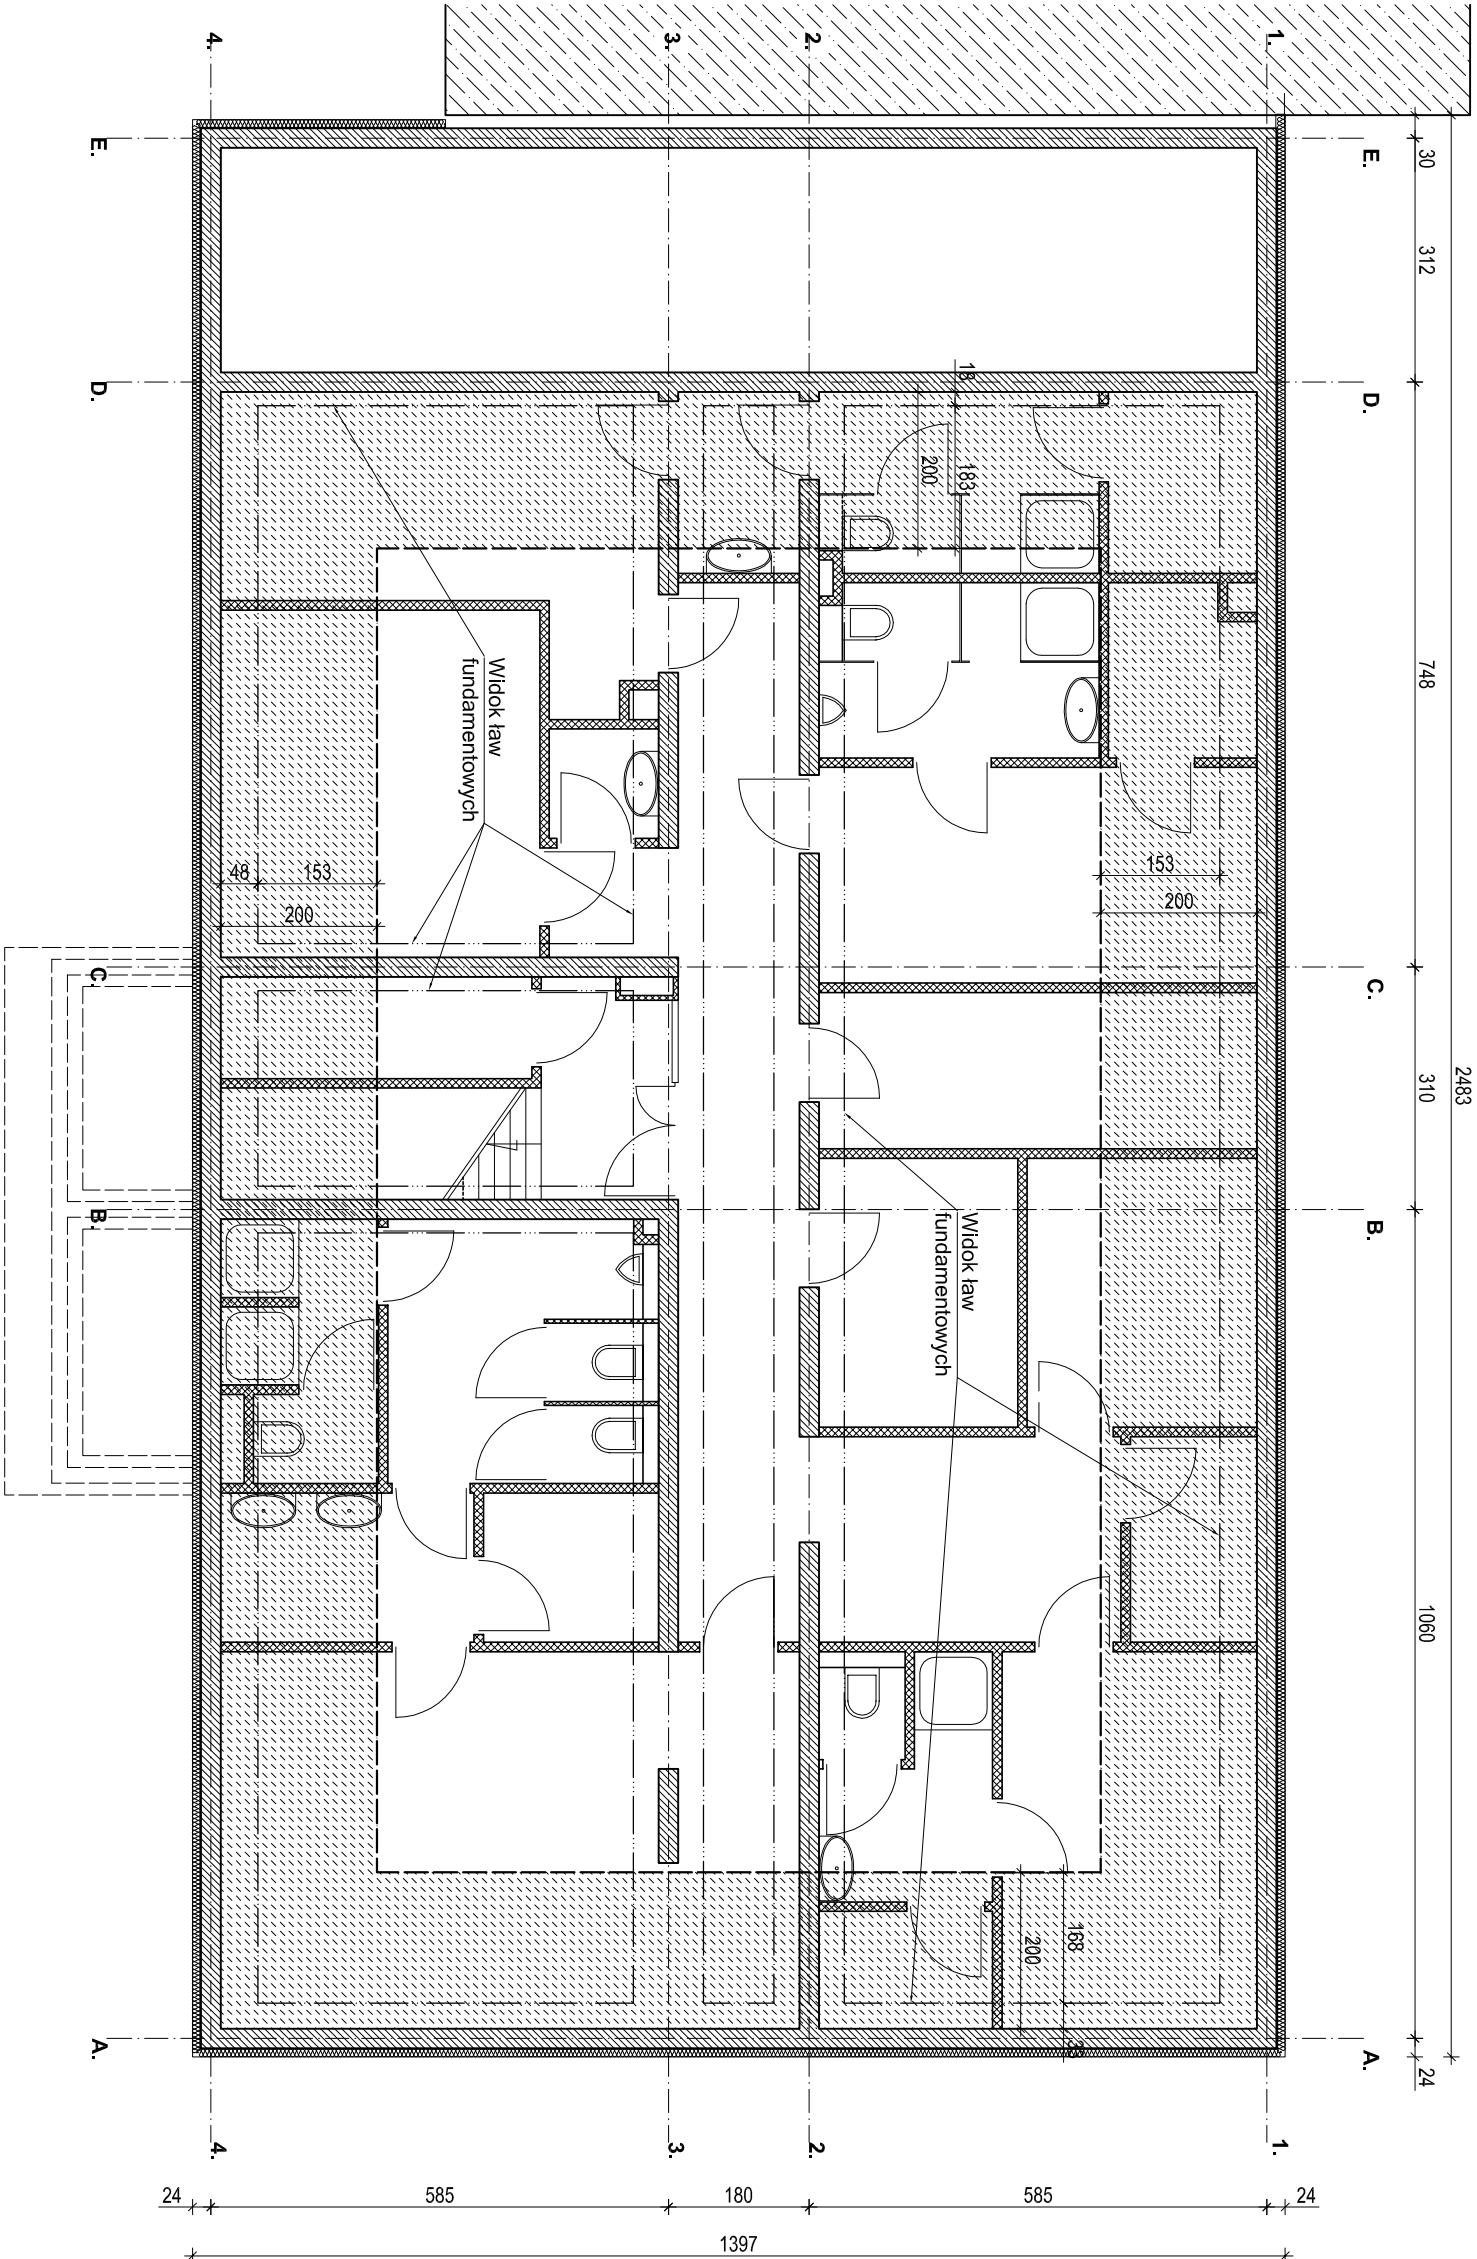 4.
3.
2.
1.
E.
E.
30
312
D.
D.
18
183
200
748
Widok ław
fundamentowych
48
153
200
153
200
C.
C.
310
2483
B.
B.
Widok ław
fundamentowych
1060
168
200
33
A.
A.
24
4.
3.
2.
1.
24
585
180
585
24
1397